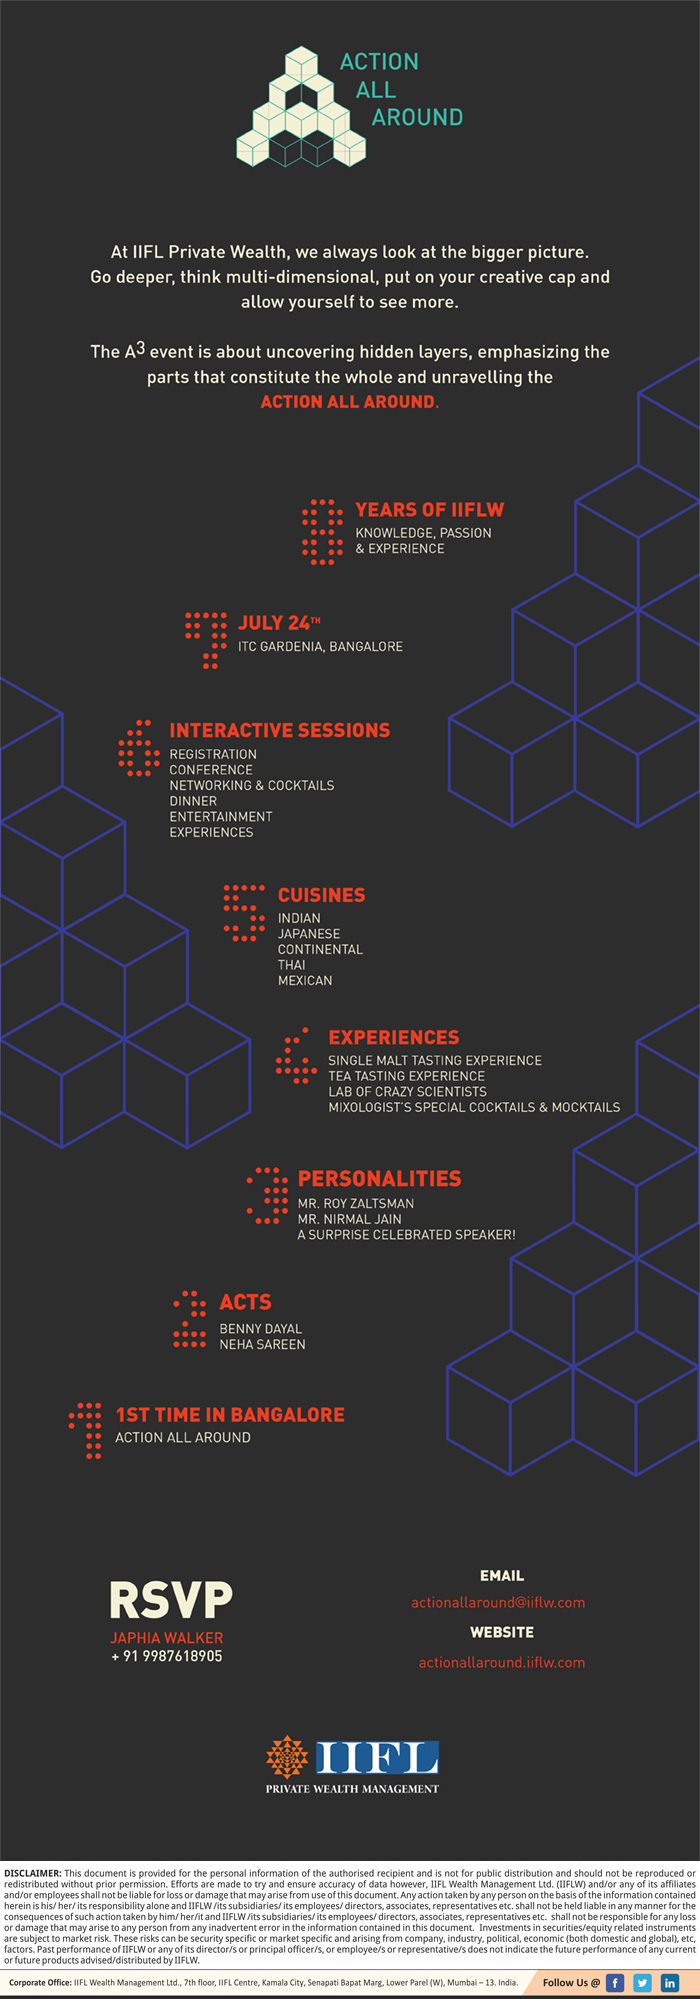 ACTION
ALL
AROUND
At IIFL Private Wealth, we always look at the bigger picture.
Go deeper, think multi-dimensional, put on your creative cap and
allow yourself to see more.
The A3 event is about uncovering hidden layers, emphasizing the
parts that constitute the whole and unravelling the
ACTION ALL AROUND.
8 YEARS OF IIFLW
KNOWLEDGE, PASSION
& EXPERIENCE
7 JULY 24TH
ITC GARDENIA, BANGALORE
6 INTERACTIVE SESSIONS
REGISTRATION
CONFERENCE
NETWORKING & COCKTAILS
DINNER
ENTERTAINMENT
EXPERIENCES
5 CUISINES
INDIAN
JAPANESE
CONTINENTAL
THAI
MEXICAN
4 EXPERIENCES
SINGLE MALT TASTING EXPERIENCE
TEA TASTING EXPERIENCE
LAB OF CRAZY SCIENTISTS
MIXOLOGIST'S SPECIAL COCKTAILS & MOCKTAILS
3 PERSONALITIES
MR. ROY ZALTSMAN
MR. NIRMAL JAIN
A SURPRISE CELEBRATED SPEAKER!
2 ACTS
BENNY DAYAL
NEHA SAREEN
1 1ST TIME IN BANGALORE
ACTION ALL AROUND
RSVP
JAPHIA WALKER
+ 91 9987618905
EMAIL
actionallaround@iiflw.com
WEBSITE
actionallaround.iiflw.com
IIFL
PRIVATE WEALTH MANAGEMENT
DISCLAIMER: This document is provided for the personal information of the authorised recipient and is not for public distribution and should not be reproduced or
redistributed without prior permission. Efforts are made to try and ensure accuracy of data however, IIFL Wealth Management Ltd. (IIFLW) and/or any of its affiliates
and/or employees shall not be liable for loss or damage that may arise from use of this document. Any action taken by any person on the basis of the information contained
herein is his/ her/ its responsibility alone and IIFLW /its subsidiaries/ its employees/ directors, associates, representatives etc. shall not be held liable in any manner for the
consequences of such action taken by him/ her/it and IIFLW /its subsidiaries/ its employees/ directors, associates, representatives etc. shall not be responsible for any loss
or damage that may arise to any person from any inadvertent error in the information contained in this document. Investments in securities/equity related instruments
are subject to market risk. These risks can be security specific or market specific and arising from company, industry, political, economic (both domestic and global), etc,
factors. Past performance of IIFLW or any of its director/s or principal officer/s, or employee/s or representative/s does not indicate the future performance of any current
or future products advised/distributed by IIFLW.
Corporate Office: IIFL Wealth Management Ltd., 7th floor, IIFL Centre, Kamala City, Senapati Bapat Marg, Lower Parel (W), Mumbai – 13. India. Follow Us @ f in